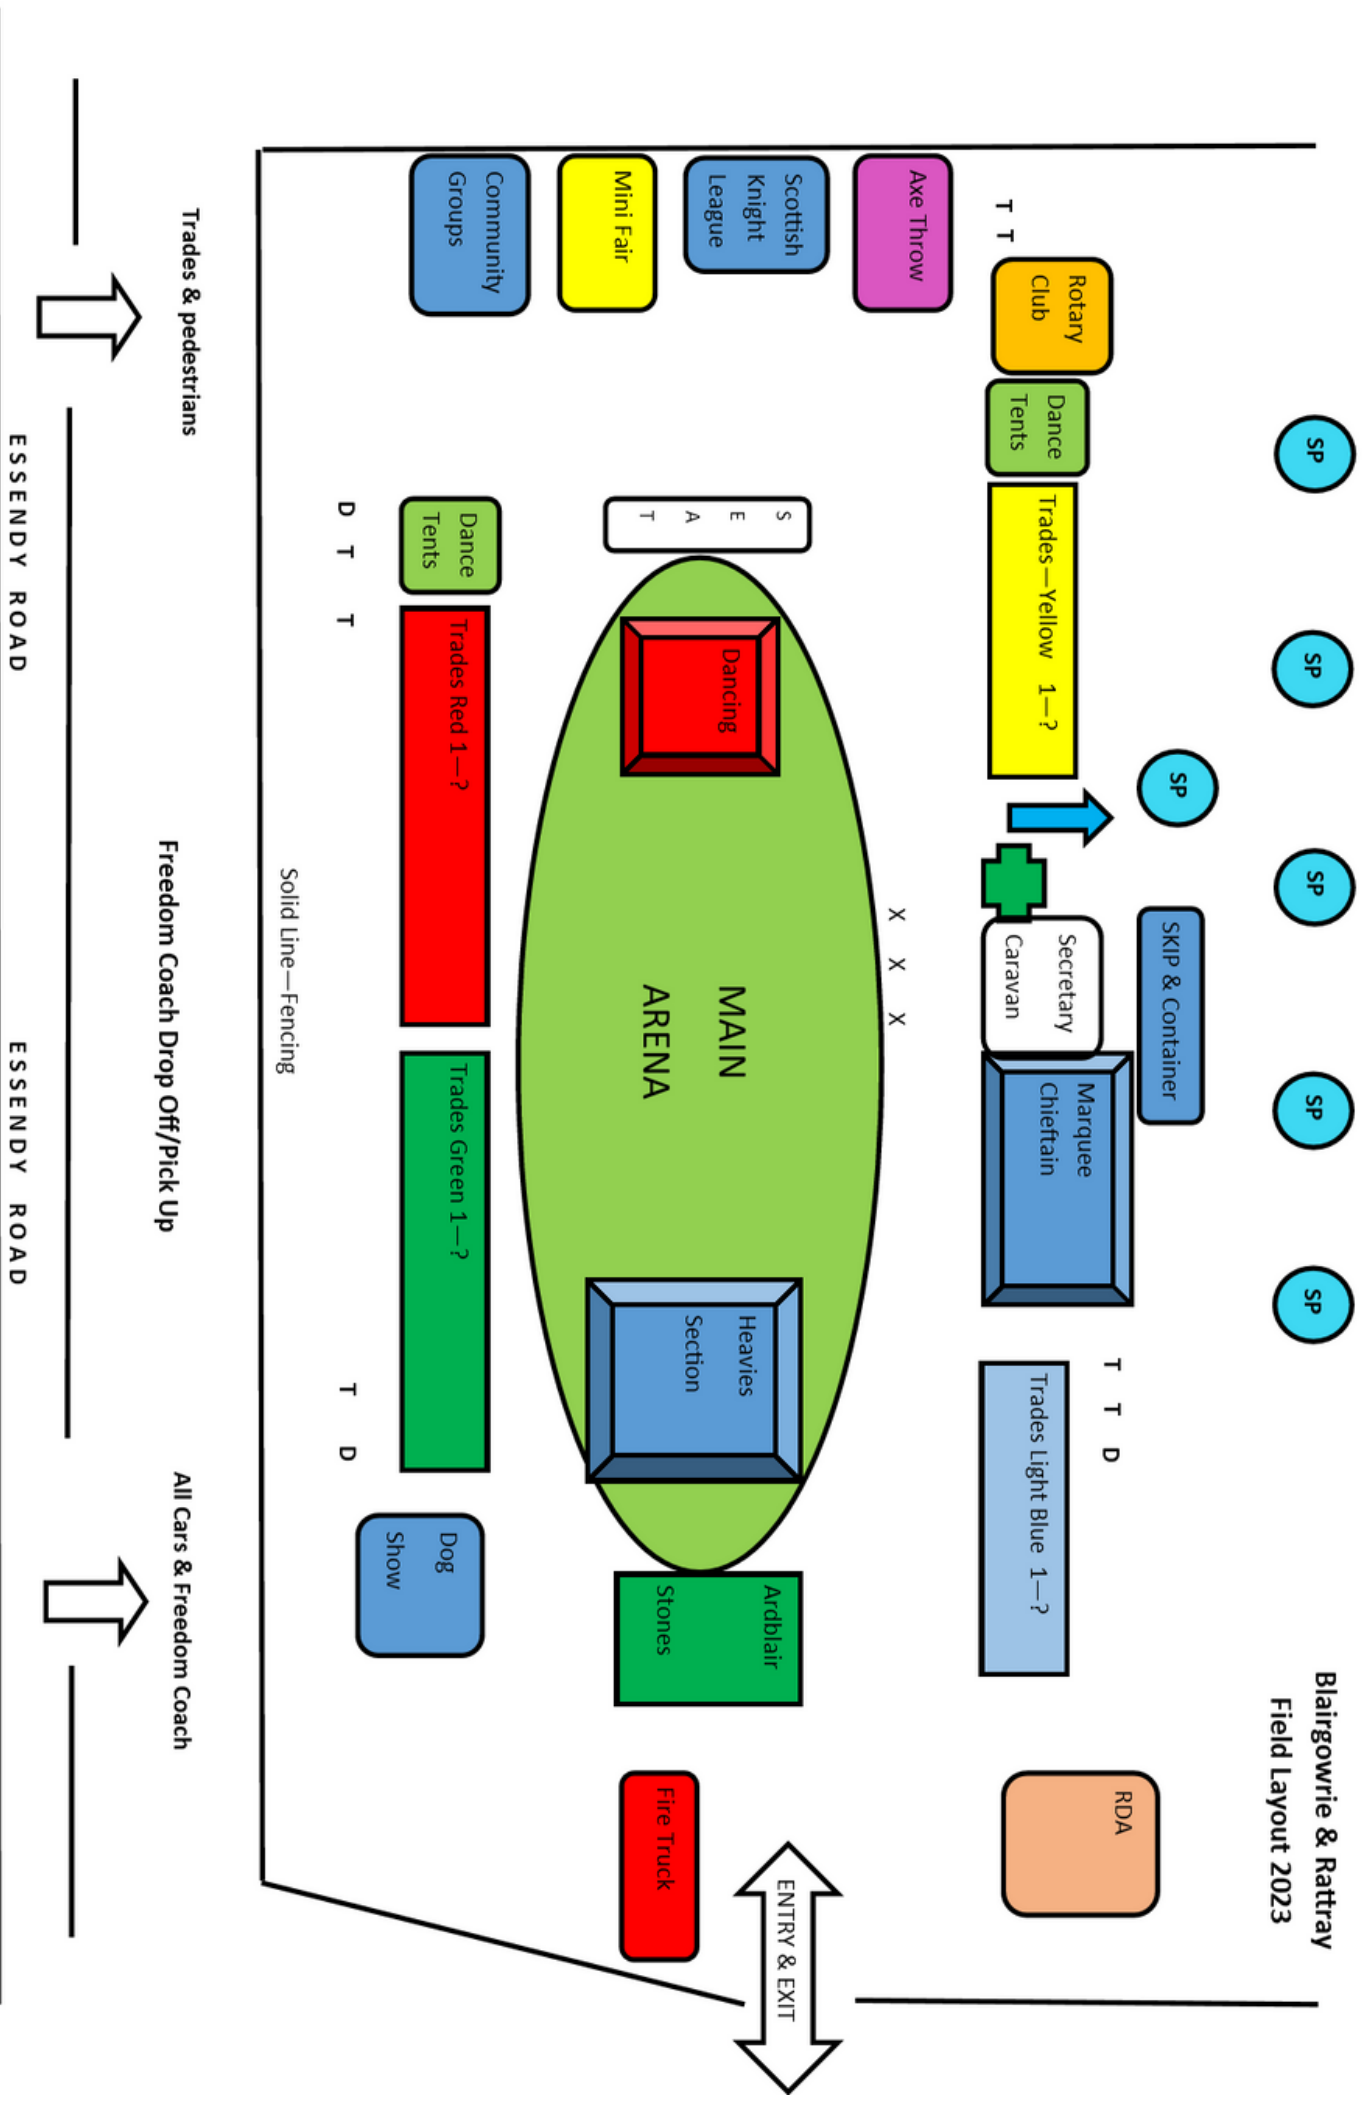 Blairgowrie & Rattray
Field Layout 2023
SP
SP
SP
SP
SP
SP
SKIP & Container
T T
Rotary
Club
Dance
Tents
Trades—Yellow 1—?
Secretary
Caravan
Marquee
Chieftain
T T D
Trades Light Blue 1—?
RDA
Axe Throw
Scottish
Knight
League
Mini Fair
Community
Groups
X X X
S
E
A
T
Dancing
MAIN
ARENA
Heavies
Section
Ardblair
Stones
ENTRY & EXIT
Fire Truck
Dance
Tents
Trades Red 1—?
Trades Green 1—?
Dog
Show
D T T
T D
Solid Line—Fencing
Trades & pedestrians
Freedom Coach Drop Off/Pick Up
All Cars & Freedom Coach
ESSENDY ROAD
ESSENDY ROAD